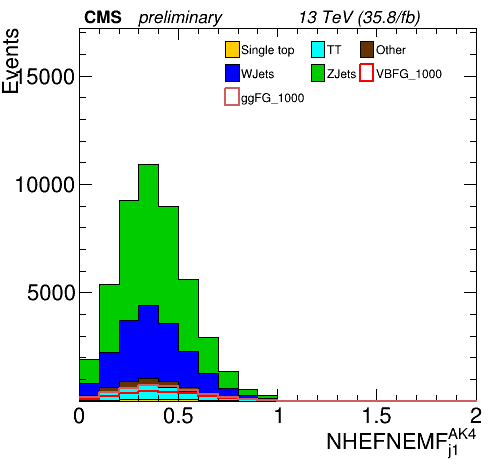 CMS preliminary 13 TeV (35.8/fb)
Events
Single top TT Other
WJets ZJets VBFG_1000
ggFG_1000
15000
10000
5000
0 0.5 1 1.5 2
NHEFNEMF AK4 j1